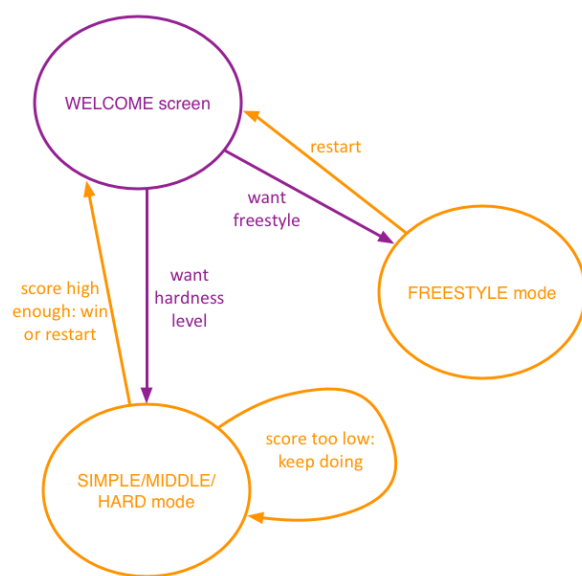 WELCOME screen
restart
want
freestyle
want
hardness
level
score high
enough: win
or restart
FREESTYLE mode
score too low:
keep doing
SIMPLE/MIDDLE/
HARD mode